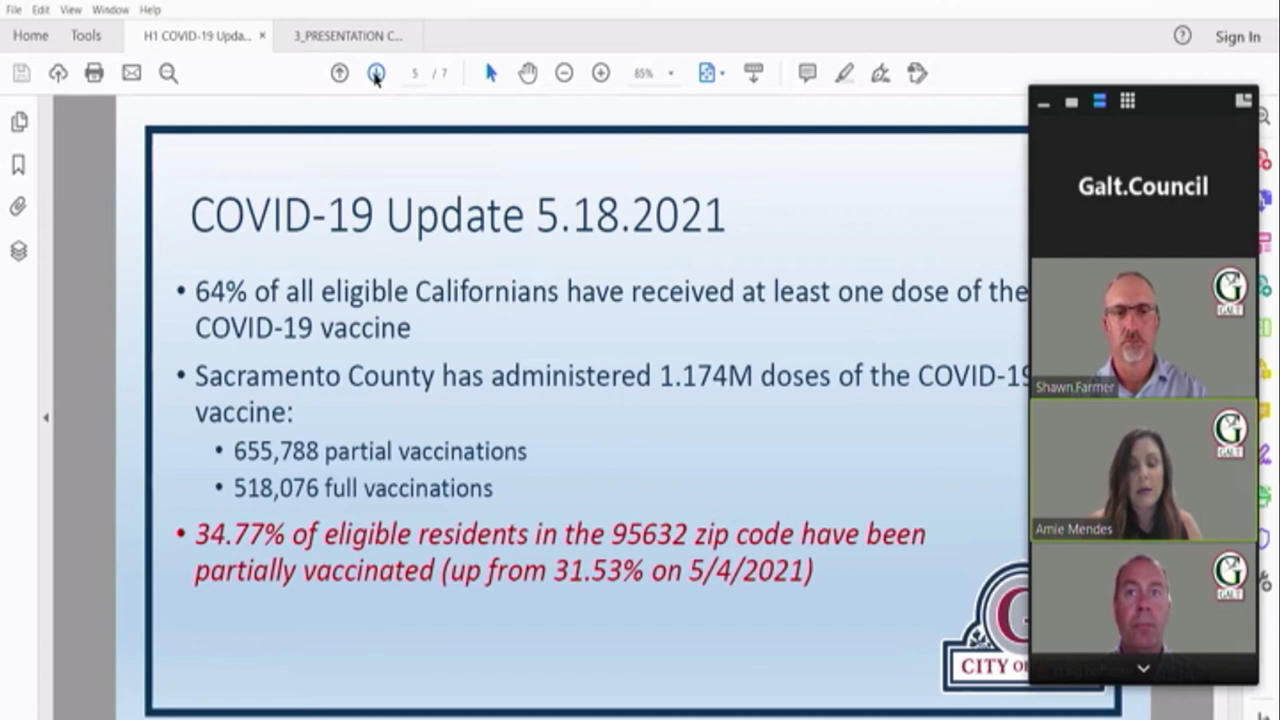 File Edit View Window Help
Home Tools H1 COVID-19 Upda... × 3_PRESENTATION C... Sign In
5 / 7 85%
Galt.Council
COVID-19 Update 5.18.2021
• 64% of all eligible Californians have received at least one dose of the
COVID-19 vaccine
• Sacramento County has administered 1.174M doses of the COVID-19
vaccine:
• 655,788 partial vaccinations
• 518,076 full vaccinations
• 34.77% of eligible residents in the 95632 zip code have been
partially vaccinated (up from 31.53% on 5/4/2021)
G
GALT
Shawn.Farmer
G
GALT
Amie Mendes
G
GALT
G
CITY